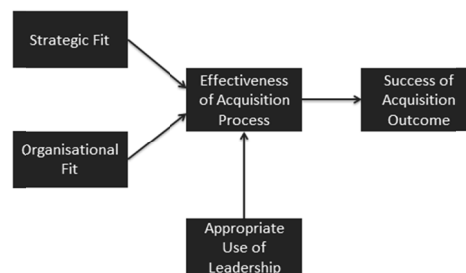 Strategic Fit
Effectiveness
of Acquisition
Process
Success of
Acquisition
Outcome
Organisational
Fit
Appropriate
Use of
Leadership